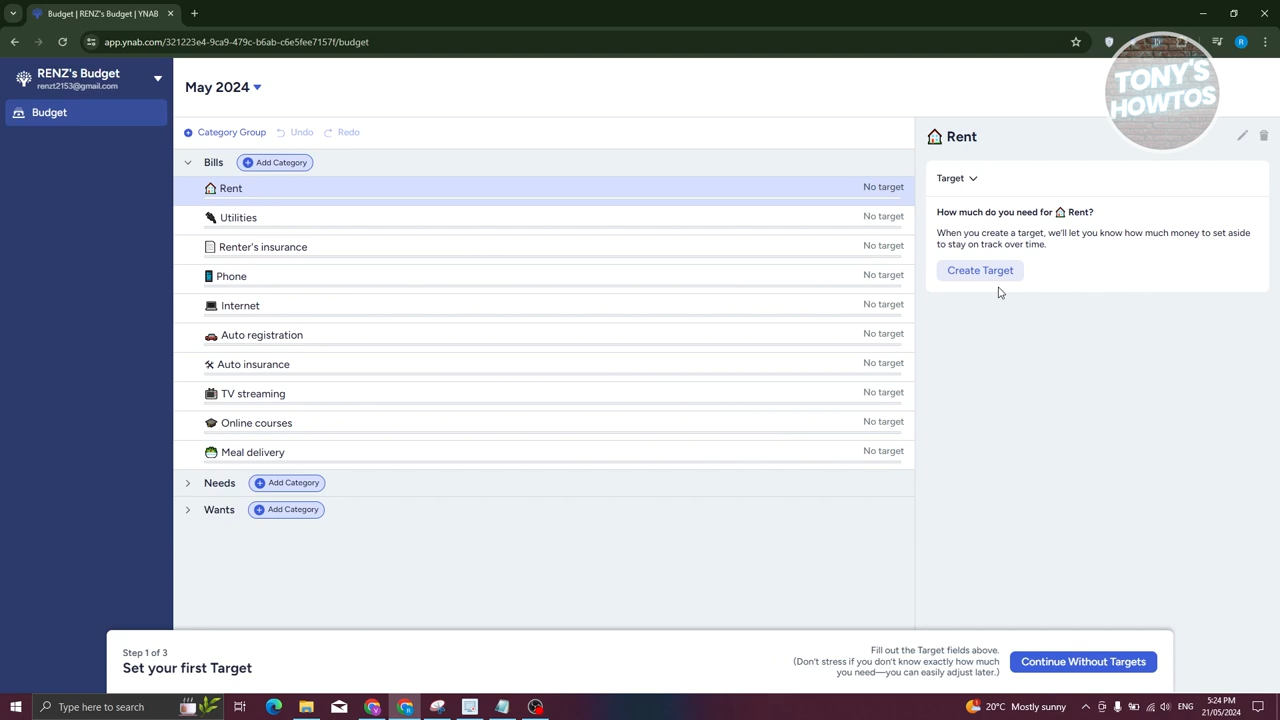 Budget | RENZ's Budget | YNAB
app.ynab.com/321223e4-9ca9-479c-b6ab-c6e5fee7157f/budget
R
TONY'S
HOWTOS
RENZ's Budget
renzt2153@gmail.com
Budget
May 2024
Category Group
Undo
Redo
Bills
Add Category
Rent
No target
Utilities
No target
Renter's insurance
No target
Phone
No target
Internet
No target
Auto registration
No target
Auto insurance
No target
TV streaming
No target
Online courses
No target
Meal delivery
No target
Needs
Add Category
Wants
Add Category
Rent
Target
How much do you need for Rent?
When you create a target, we'll let you know how much money to set aside
to stay on track over time.
Create Target
Step 1 of 3
Set your first Target
Fill out the Target fields above.
(Don't stress if you don't know exactly how much
you need—you can easily adjust later.)
Continue Without Targets
Type here to search
20°C Mostly sunny
ENG
5:24 PM
21/05/2024